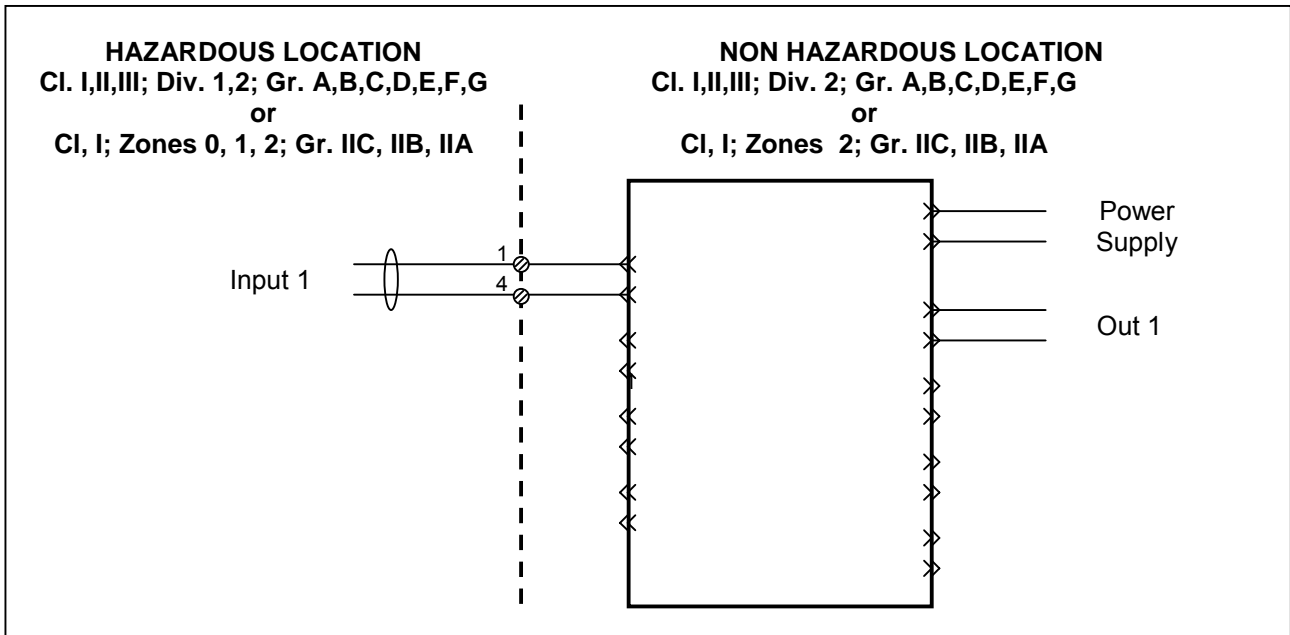 HAZARDOUS LOCATION
Cl. I,II,III; Div. 1,2; Gr. A,B,C,D,E,F,G
or
Cl, I; Zones 0, 1, 2; Gr. IIC, IIB, IIA
NON HAZARDOUS LOCATION
Cl. I,II,III; Div. 2; Gr. A,B,C,D,E,F,G
or
Cl, I; Zones 2; Gr. IIC, IIB, IIA
Input 1
1
4
Power
Supply
Out 1